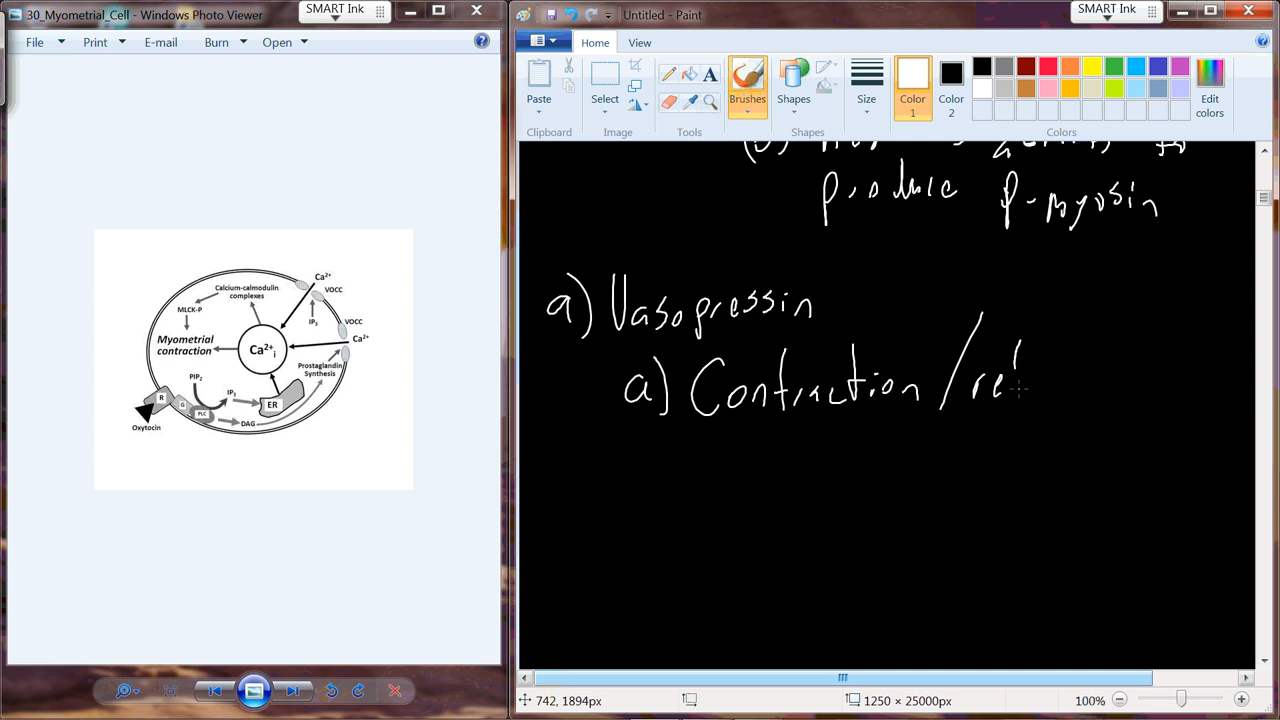 30_Myometrial_Cell - Windows Photo Viewer
SMART Ink
File Print E-mail Burn Open
Ca2+
VOCC
Calcium-calmodulin
complexes
MLCK-P
IP3
VOCC
Myometrial
contraction
Ca2+i
Ca2+
Prostaglandin
Synthesis
PIP2
IP3
R
G
PLC
ER
DAG
Oxytocin
Untitled - Paint
SMART Ink
Home View
Paste
Select
Brushes
Shapes
Size
Color
1
Color
2
Edit
colors
Clipboard Image Tools Shapes Colors
produce p-myosin
a) Vasopressin
a) Contraction / rel
742, 1894px
1250 × 25000px
100%